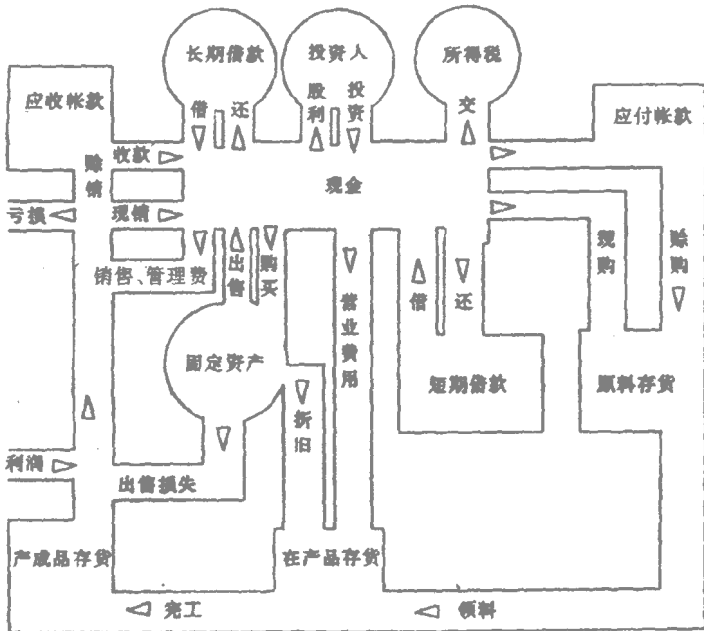 长期借款
投资人
所得税
应收帐款
应付帐款
借
还
股利
投资
交
赊销
收款
现金
亏损
现销
现购
赊购
销售、管理费
出售
购买
营业费用
借
还
固定资产
短期借款
原料存货
折旧
利润
出售损失
产成品存货
在产品存货
完工
领料